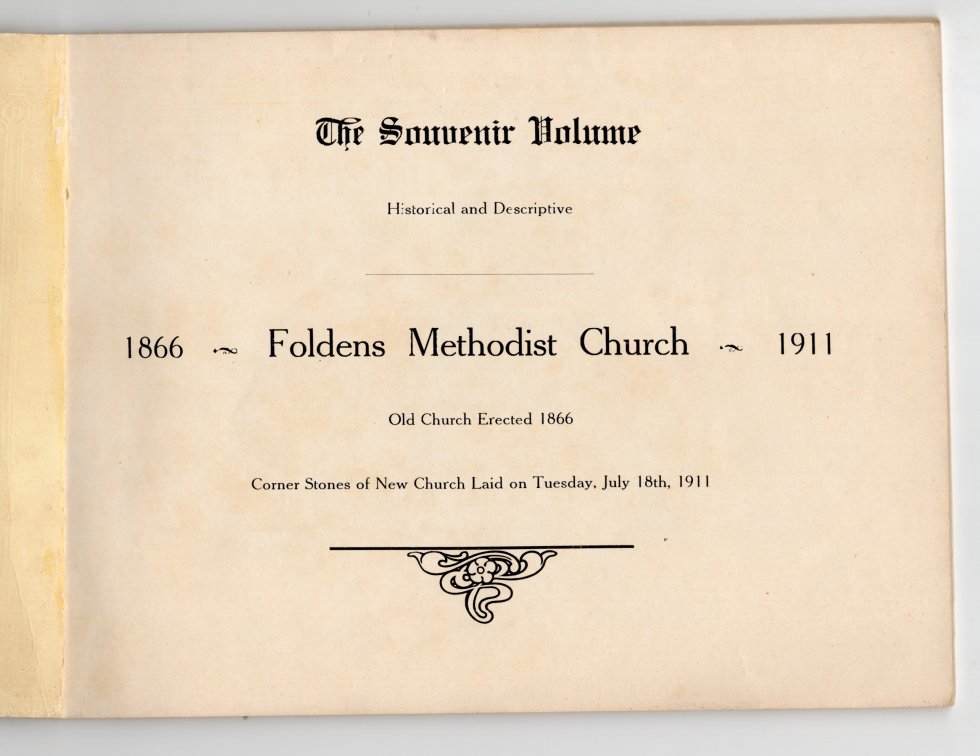 The Souvenir Volume
Historical and Descriptive
1866 ~ Foldens Methodist Church ~ 1911
Old Church Erected 1866
Corner Stones of New Church Laid on Tuesday, July 18th, 1911